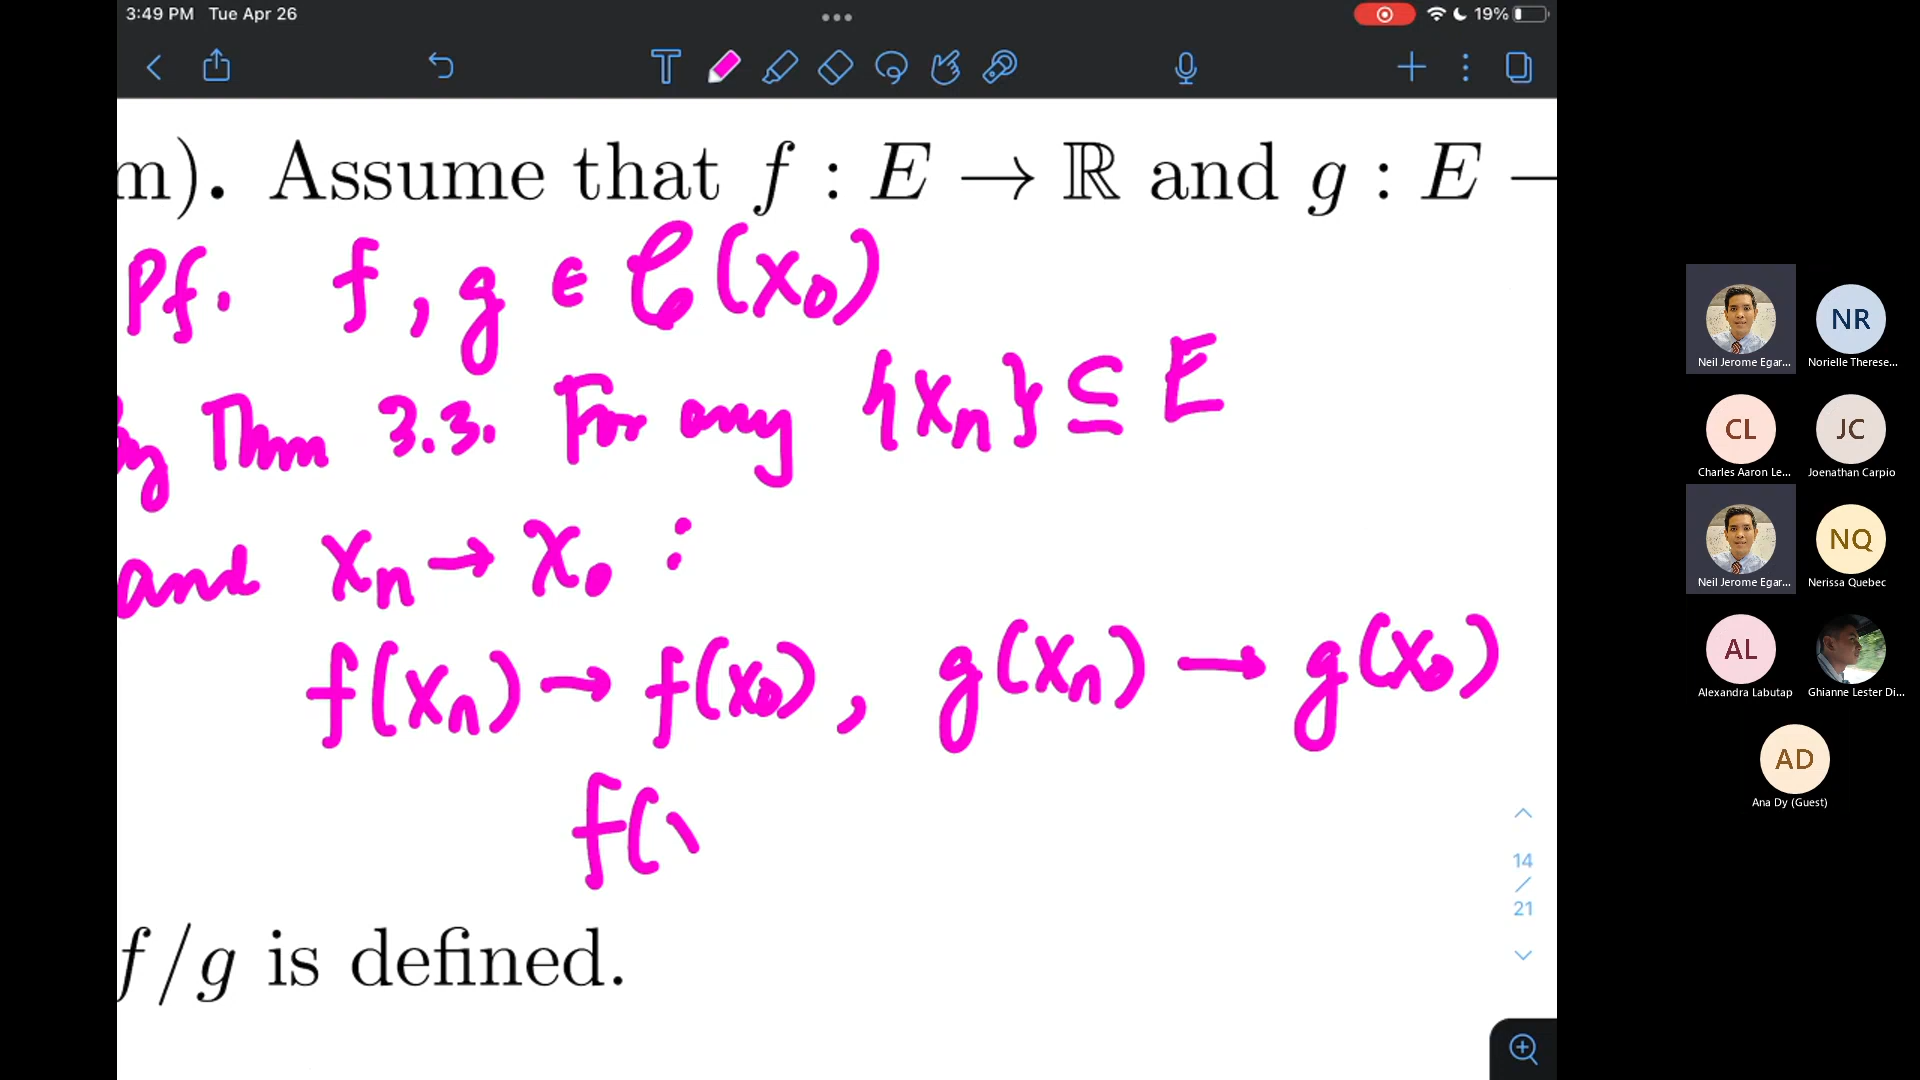 3:49 PM Tue Apr 26
19%
m). Assume that f : E → ℝ and g : E –
Pf. f, g ∈ 𝒞(x₀)
By Thm 3.3. For any {xₙ} ⊆ E
and xₙ → x₀ :
f(xₙ) → f(x₀), g(xₙ) → g(x₀)
f(
f/g is defined.
14
/
21
Neil Jerome Egar...
NR
Norielle Therese...
CL
Charles Aaron Le...
JC
Joenathan Carpio
Neil Jerome Egar...
NQ
Nerissa Quebec
AL
Alexandra Labutap
Ghianne Lester Di...
AD
Ana Dy (Guest)